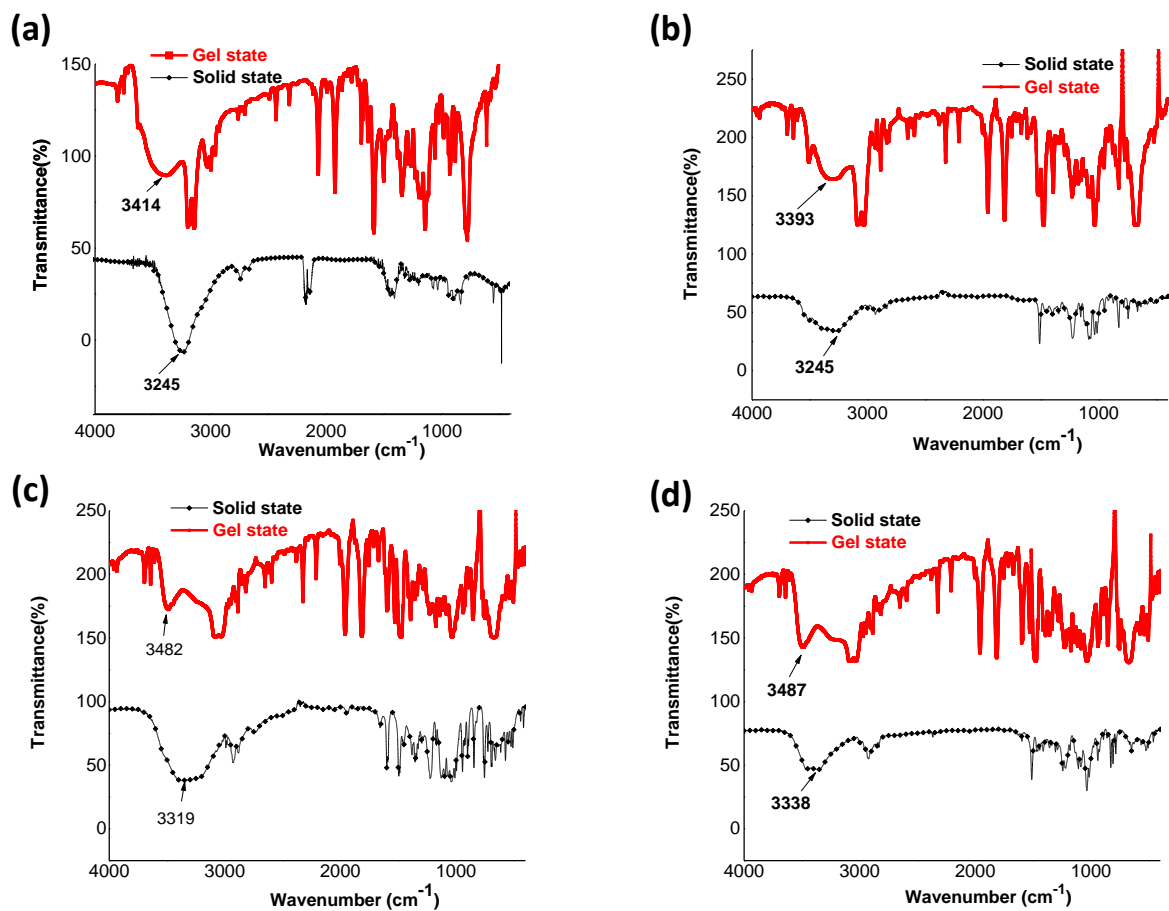 (a)
Gel state
Solid state
150
100
50
0
Transmittance(%)
3414
3245
4000 3000 2000 1000
Wavenumber (cm-1)
(b)
Solid state
Gel state
250
200
150
100
50
0
Transmittance(%)
3393
3245
4000 3000 2000 1000
Wavenumber (cm-1)
(c)
Solid state
Gel state
250
200
150
100
50
0
Transmittance(%)
3482
3319
4000 3000 2000 1000
Wavenumber (cm-1)
(d)
Solid state
Gel state
250
200
150
100
50
0
Transmittance(%)
3487
3338
4000 3000 2000 1000
Wavenumber (cm-1)